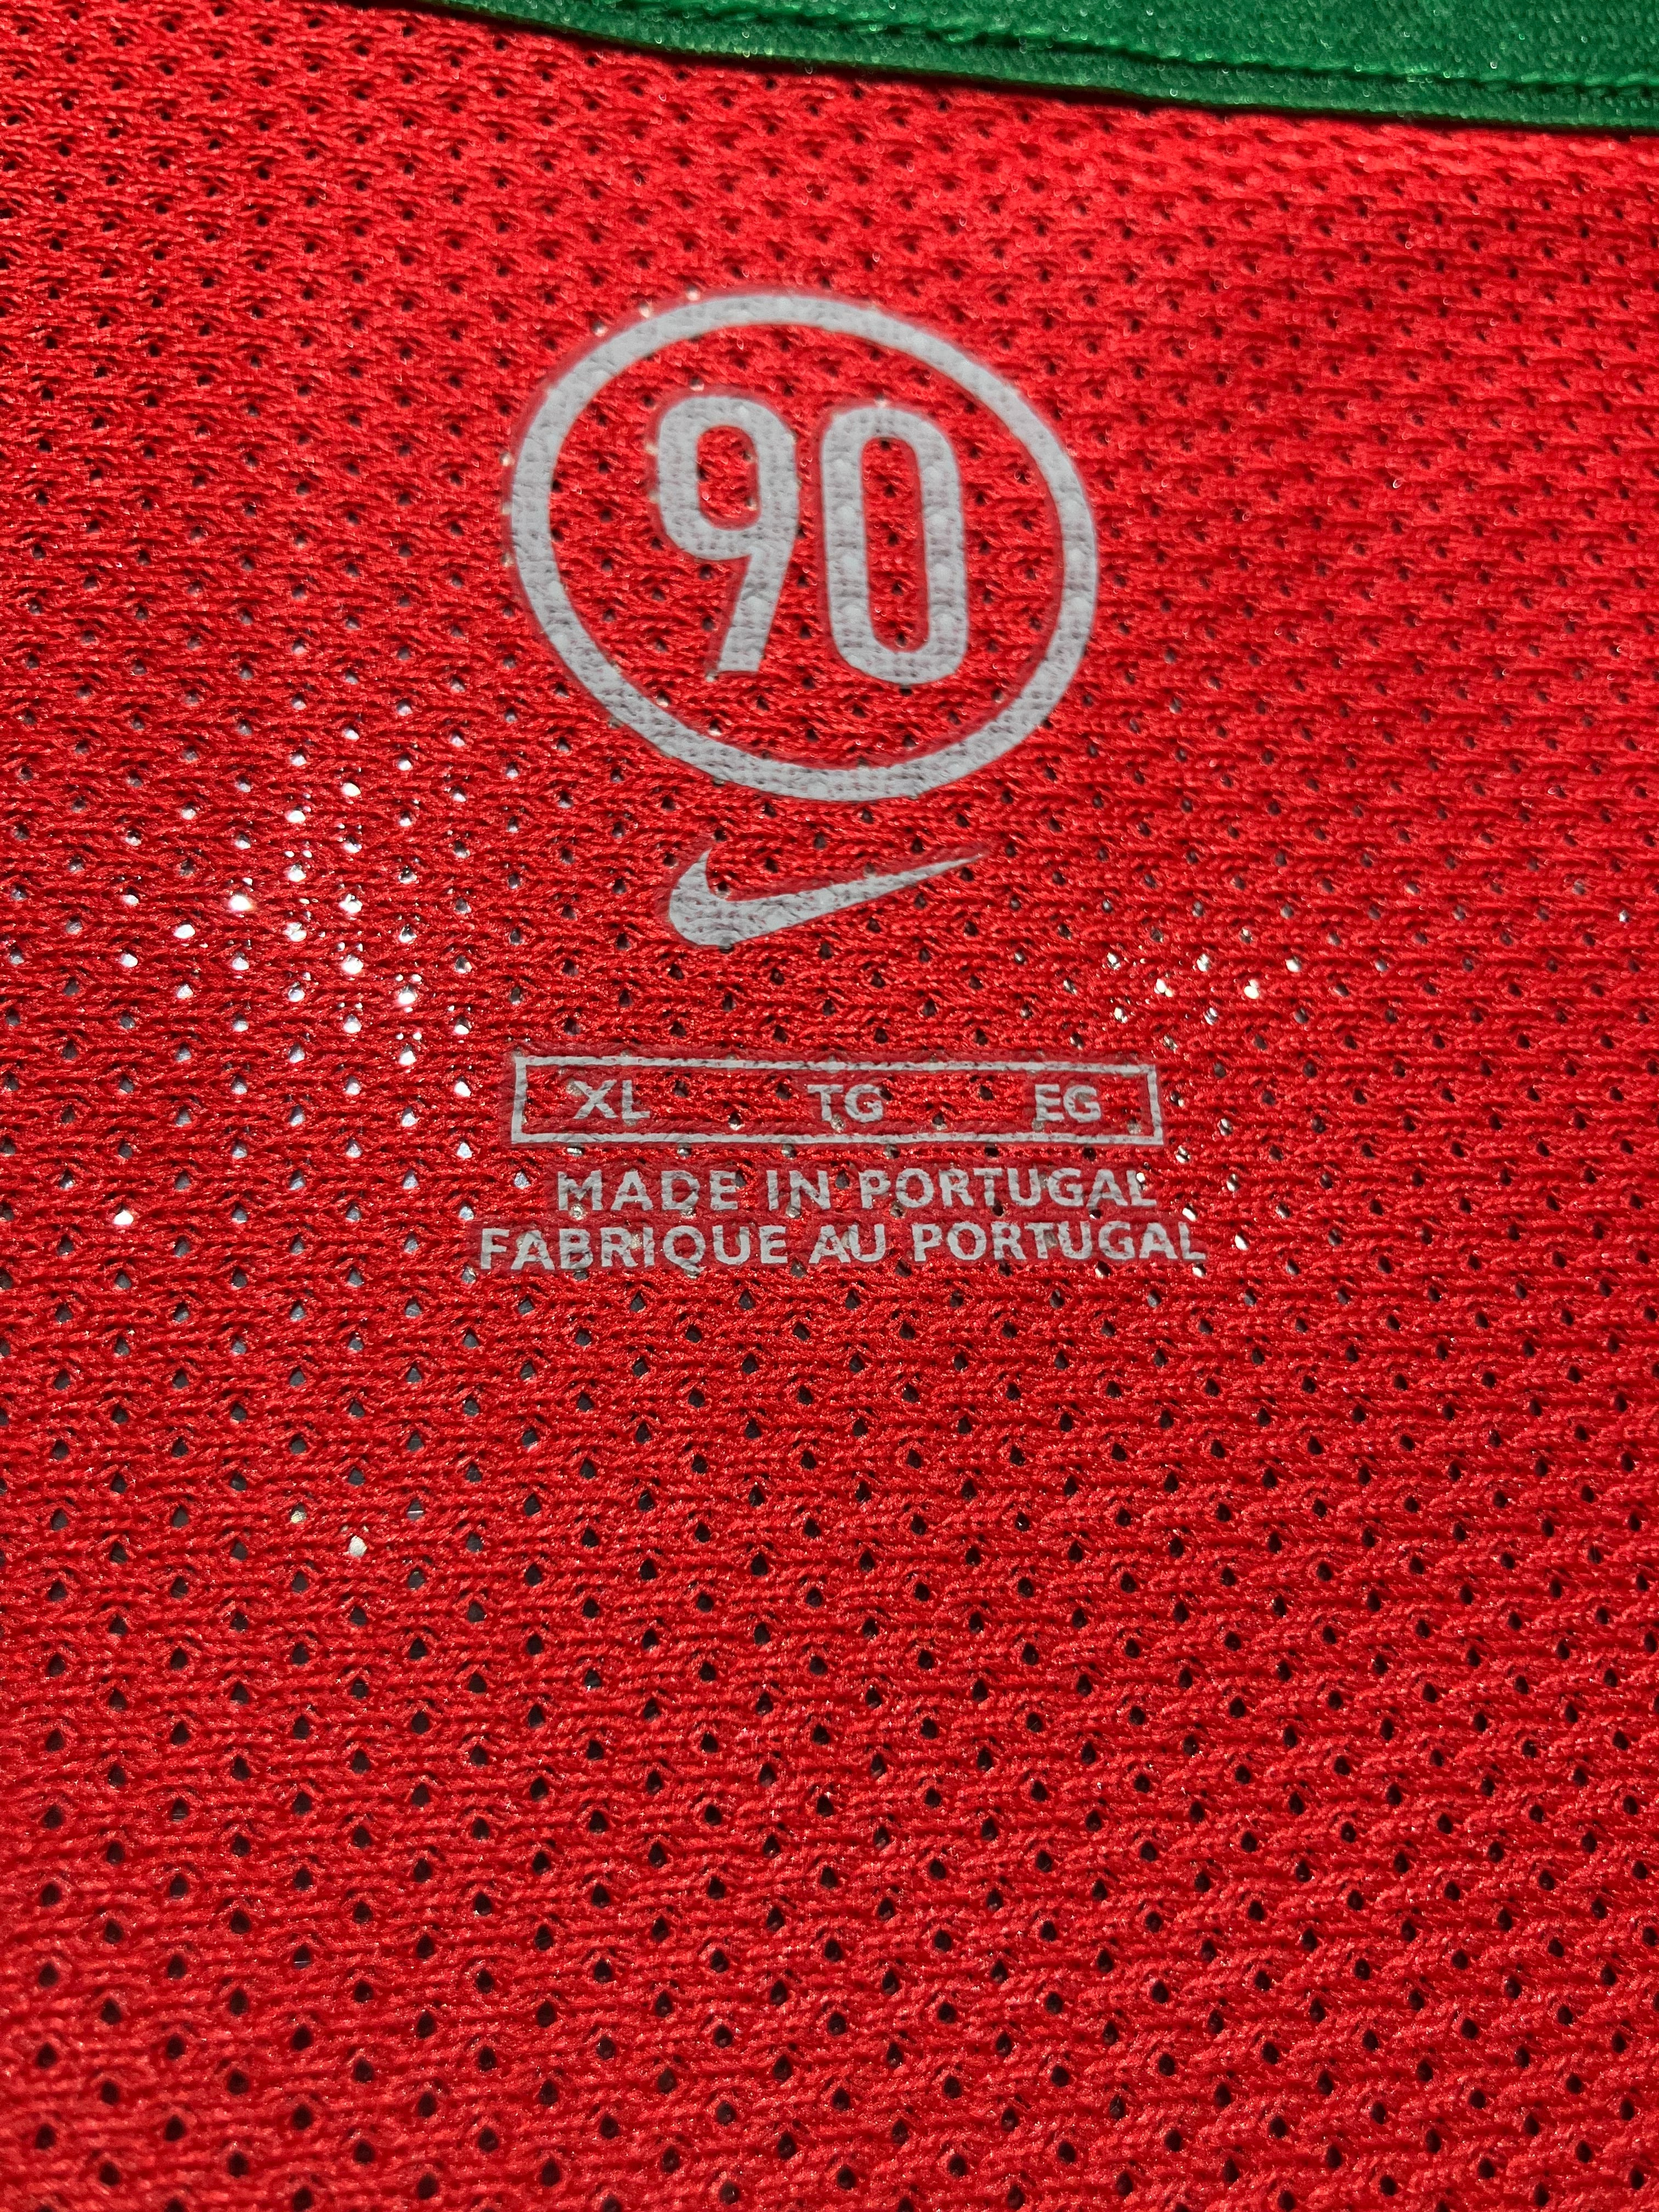 90
XL TG EG
MADE IN PORTUGAL
FABRIQUE AU PORTUGAL